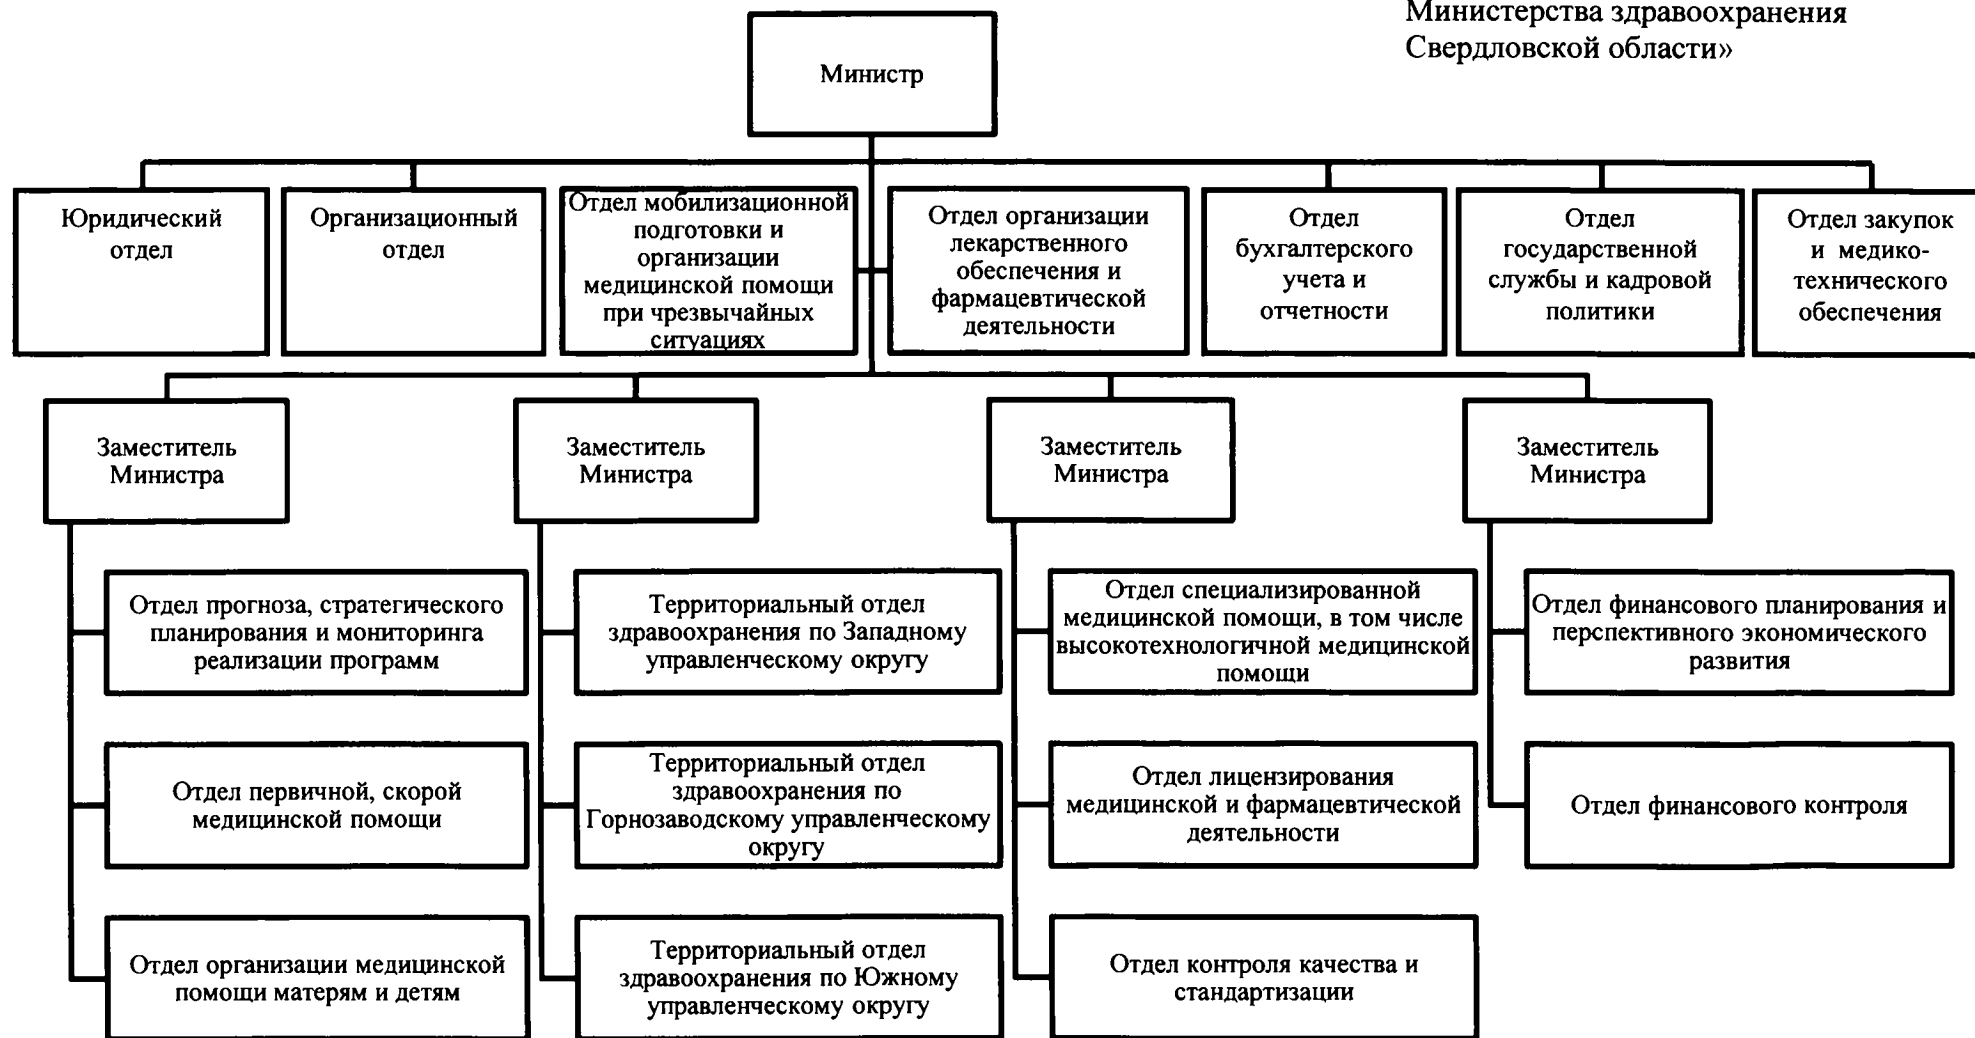 Министерства здравоохранения
Свердловской области»
Министр
Юридический
отдел
Организационный
отдел
Отдел мобилизационной
подготовки и
организации
медицинской помощи
при чрезвычайных
ситуациях
Отдел организации
лекарственного
обеспечения и
фармацевтической
деятельности
Отдел
бухгалтерского
учета и
отчетности
Отдел
государственной
службы и кадровой
политики
Отдел закупок
и медико-
технического
обеспечения
Заместитель
Министра
Заместитель
Министра
Заместитель
Министра
Заместитель
Министра
Отдел прогноза, стратегического
планирования и мониторинга
реализации программ
Территориальный отдел
здравоохранения по Западному
управленческому округу
Отдел специализированной
медицинской помощи, в том числе
высокотехнологичной медицинской
помощи
Отдел финансового планирования и
перспективного экономического
развития
Отдел первичной, скорой
медицинской помощи
Территориальный отдел
здравоохранения по
Горнозаводскому управленческому
округу
Отдел лицензирования
медицинской и фармацевтической
деятельности
Отдел финансового контроля
Отдел организации медицинской
помощи матерям и детям
Территориальный отдел
здравоохранения по Южному
управленческому округу
Отдел контроля качества и
стандартизации